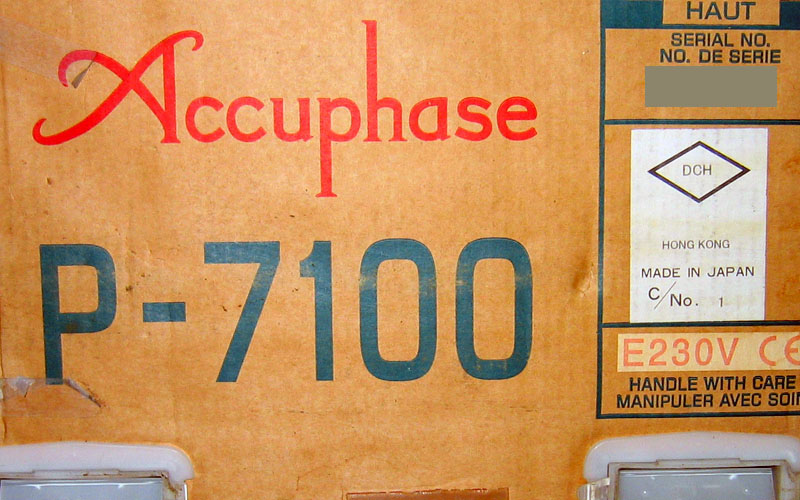 Accuphase
P-7100
HAUT
SERIAL NO.
NO. DE SERIE
DCH
HONG KONG
MADE IN JAPAN
C/No. 1
E230V CE
HANDLE WITH CARE
MANIPULER AVEC SOIN